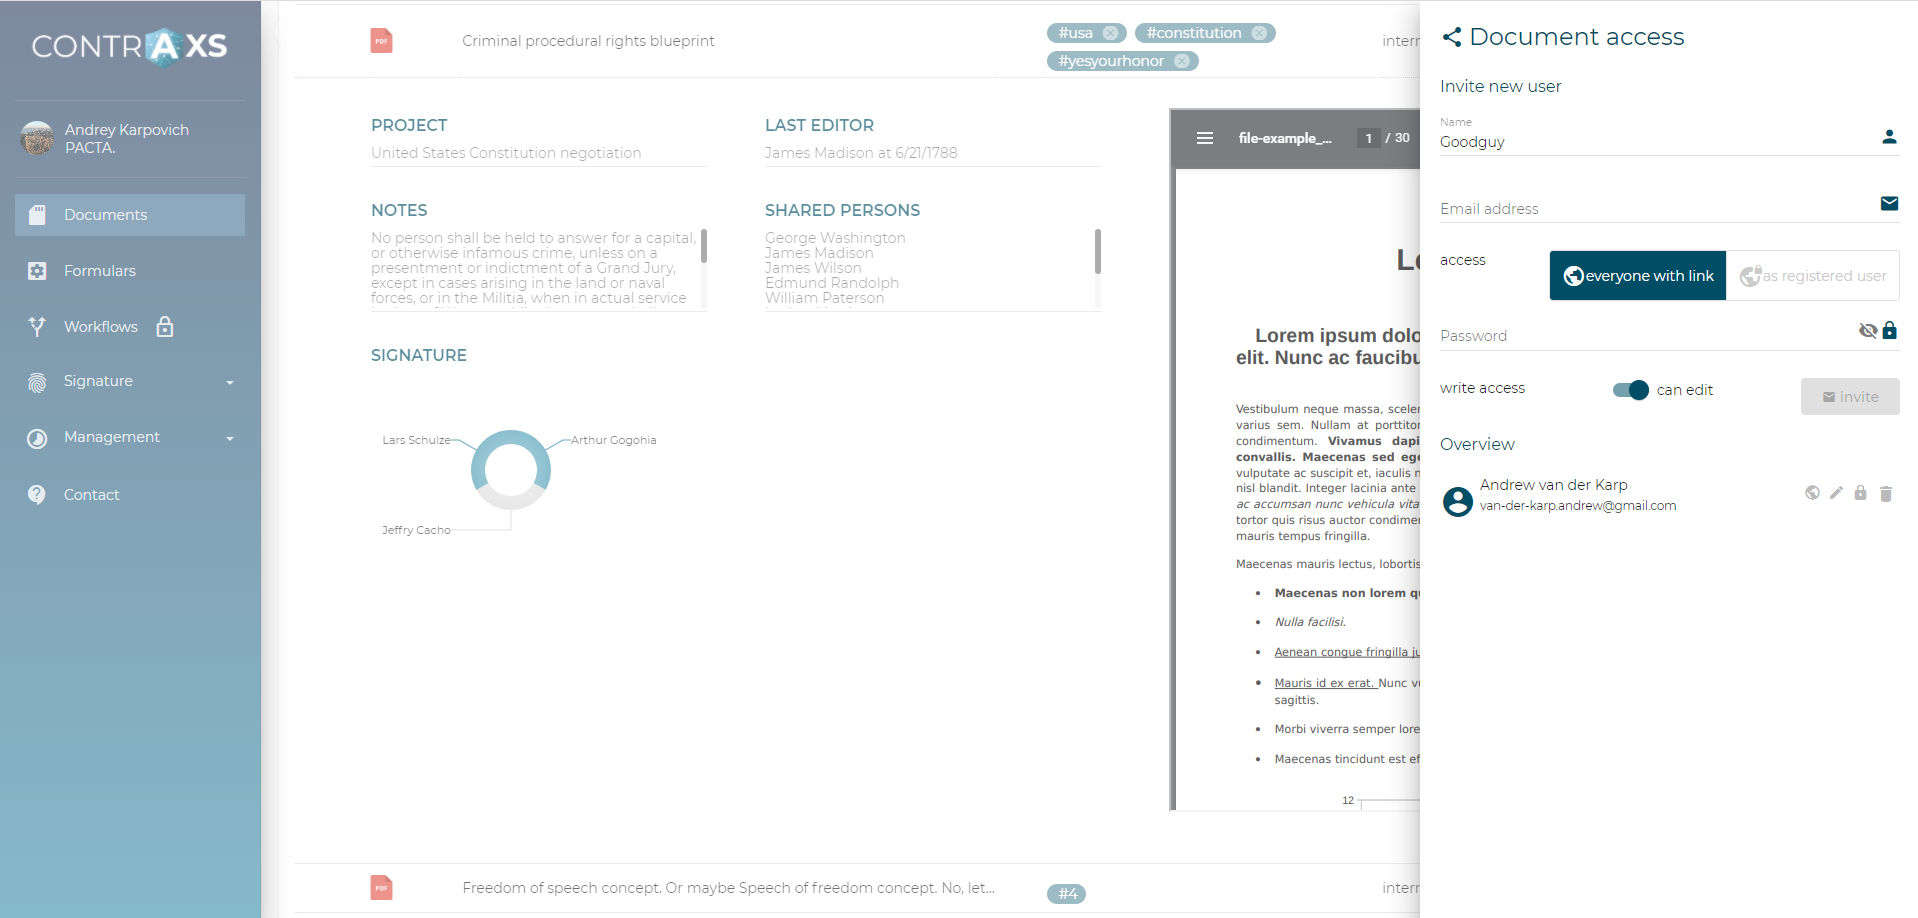 CONTRAXS
Andrey Karpovich
PACTA.
Documents
Formulars
Workflows
Signature
Management
Contact
PDF
Criminal procedural rights blueprint
#usa
#constitution
#yesyourhonor
intern
PROJECT
United States Constitution negotiation
LAST EDITOR
James Madison at 6/21/1788
NOTES
No person shall be held to answer for a capital,
or otherwise infamous crime, unless on a
presentment or indictment of a Grand Jury,
except in cases arising in the land or naval
forces, or in the Militia, when in actual service
SHARED PERSONS
George Washington
James Madison
James Wilson
Edmund Randolph
William Paterson
SIGNATURE
Lars Schulze
Arthur Gogohia
Jeffry Cacho
file-example_...
1 / 30
Lo
Lorem ipsum dolo
elit. Nunc ac faucibu
Vestibulum neque massa, sceler
varius sem. Nullam at porttitor
condimentum. Vivamus dapi
convallis. Maecenas sed ege
vulputate ac suscipit et, iaculis n
nisl blandit. Integer lacinia ante
ac accumsan nunc vehicula vita
tortor quis risus auctor condimen
mauris tempus fringilla.
Maecenas mauris lectus, lobortis
• Maecenas non lorem qu
• Nulla facilisi.
• Aenean congue fringilla ju
• Mauris id ex erat. Nunc vu
sagittis.
• Morbi viverra semper lore
• Maecenas tincidunt est ef
12
PDF
Freedom of speech concept. Or maybe Speech of freedom concept. No, let...
#4
intern
Document access
Invite new user
Name
Goodguy
Email address
access
everyone with link
as registered user
Password
write access
can edit
invite
Overview
Andrew van der Karp
van-der-karp.andrew@gmail.com